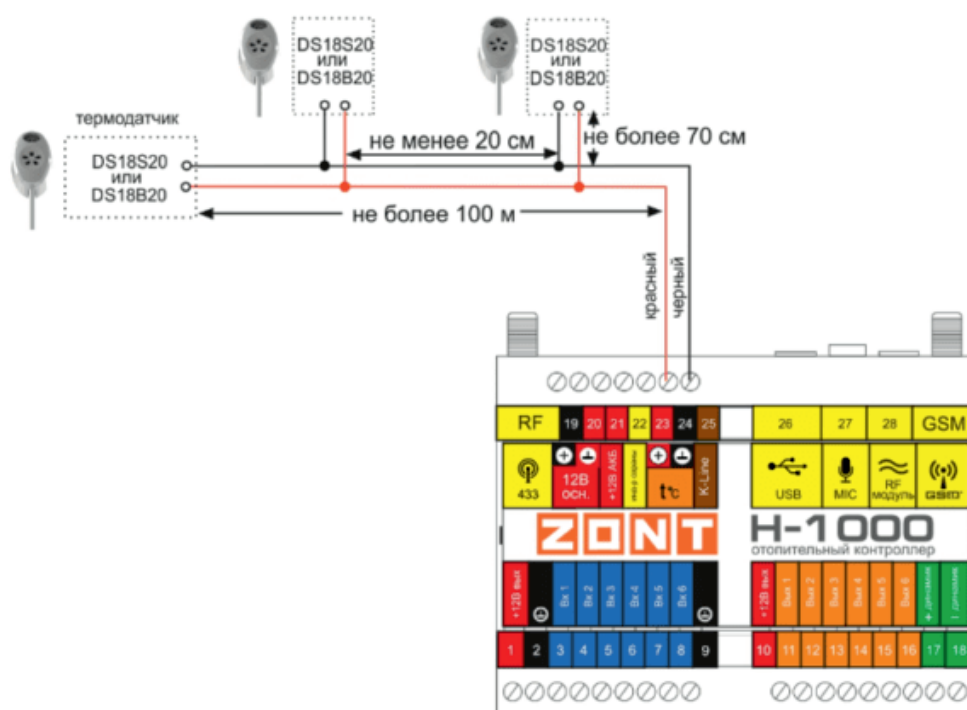 DS18S20
или
DS18B20
DS18S20
или
DS18B20
термодатчик
DS18S20
или
DS18B20
не менее 20 см
не более 70 см
не более 100 м
красный
черный
RF 19 20 21 22 23 24 25 26 27 28 GSM
433
12В
осн.
+12В АКБ
t°C
K-Line
USB
MIC
RF
модуль
GSM
ZONT
H-1000
отопительный контроллер
+12В вых
Вх 1
Вх 2
Вх 3
Вх 4
Вх 5
Вх 6
+12В вых
Вых 1
Вых 2
Вых 3
Вых 4
Вых 5
Вых 6
+ динамик
- динамик
1 2 3 4 5 6 7 8 9 10 11 12 13 14 15 16 17 18